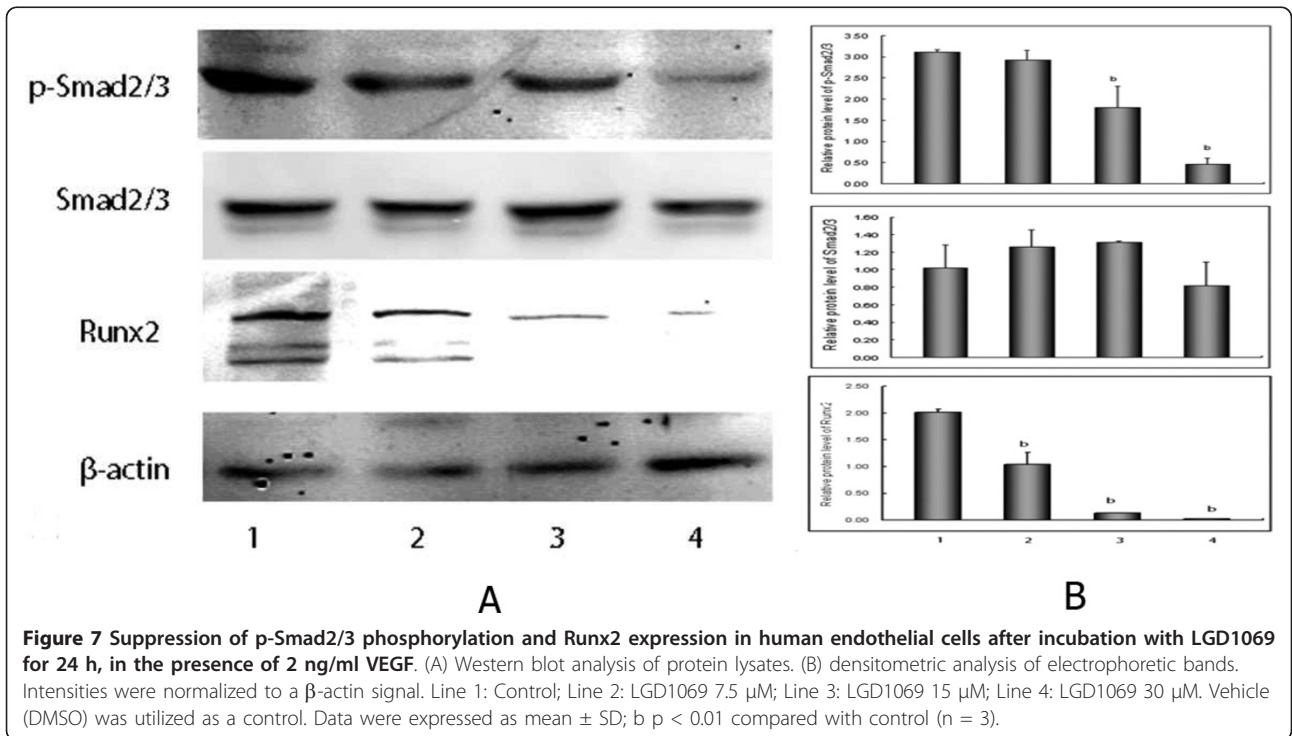 p-Smad2/3
Smad2/3
Runx2
β-actin
1 2 3 4
A
Relative protein level of p-Smad2/3
3.50
3.00
2.50
2.00
1.50
1.00
0.50
0.00
b
b
Relative protein level of Smad2/3
1.60
1.40
1.20
1.00
0.80
0.60
0.40
0.20
0.00
Relative protein level of Runx2
2.50
2.00
1.50
1.00
0.50
0.00
b
b
b
1 2 3 4
B
Figure 7 Suppression of p-Smad2/3 phosphorylation and Runx2 expression in human endothelial cells after incubation with LGD1069
for 24 h, in the presence of 2 ng/ml VEGF. (A) Western blot analysis of protein lysates. (B) densitometric analysis of electrophoretic bands.
Intensities were normalized to a β-actin signal. Line 1: Control; Line 2: LGD1069 7.5 μM; Line 3: LGD1069 15 μM; Line 4: LGD1069 30 μM. Vehicle
(DMSO) was utilized as a control. Data were expressed as mean ± SD; b p < 0.01 compared with control (n = 3).